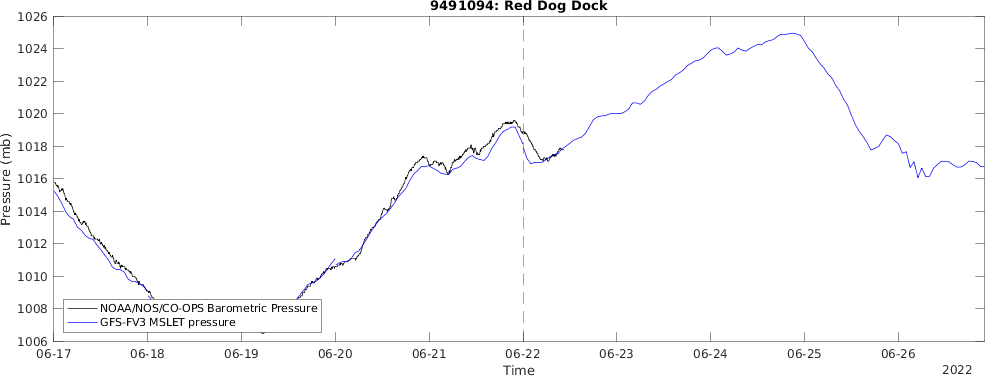 9491094: Red Dog Dock
Pressure (mb)
1026
1024
1022
1020
1018
1016
1014
1012
1010
1008
1006
NOAA/NOS/CO-OPS Barometric Pressure
GFS-FV3 MSLET pressure
06-17 06-18 06-19 06-20 06-21 06-22 06-23 06-24 06-25 06-26
Time
2022